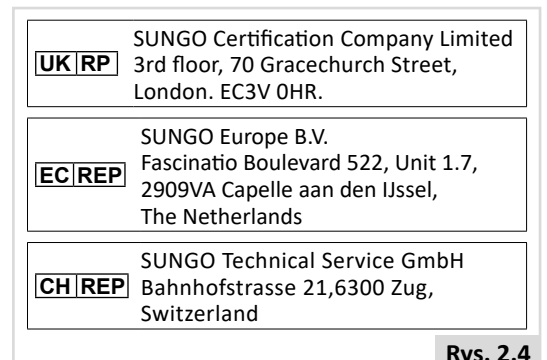 SUNGO Certification Company Limited
UK RP 3rd floor, 70 Gracechurch Street,
London. EC3V 0HR.
SUNGO Europe B.V.
Fascinatio Boulevard 522, Unit 1.7,
EC REP
2909VA Capelle aan den IJssel,
The Netherlands
SUNGO Technical Service GmbH
CH REP Bahnhofstrasse 21,6300 Zug,
Switzerland
Rys. 2.4